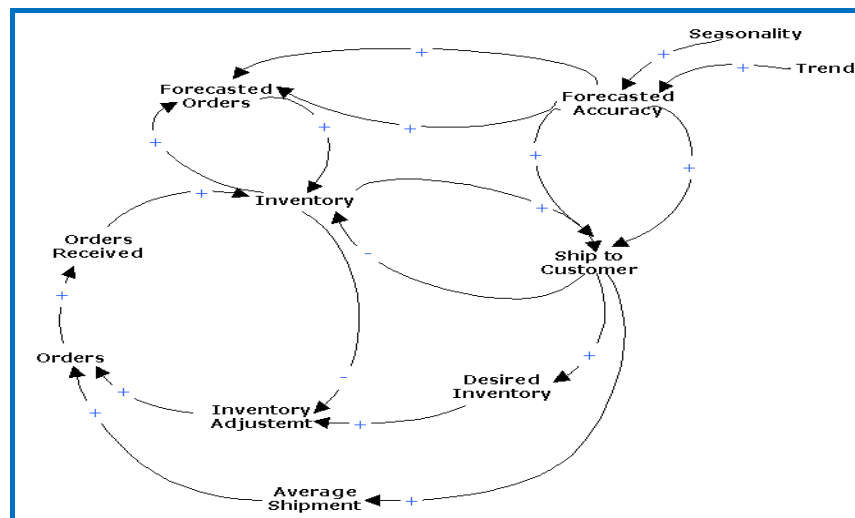 Seasonality
+
+
Trend
+
Forecasted
Orders
Forecasted
Accuracy
+
+
+
+
+
+
Inventory
+
Orders
Received
-
Ship to
Customer
+
Orders
+
-
Desired
Inventory
+
+
Inventory
Adjustemt
+
Average
Shipment
+